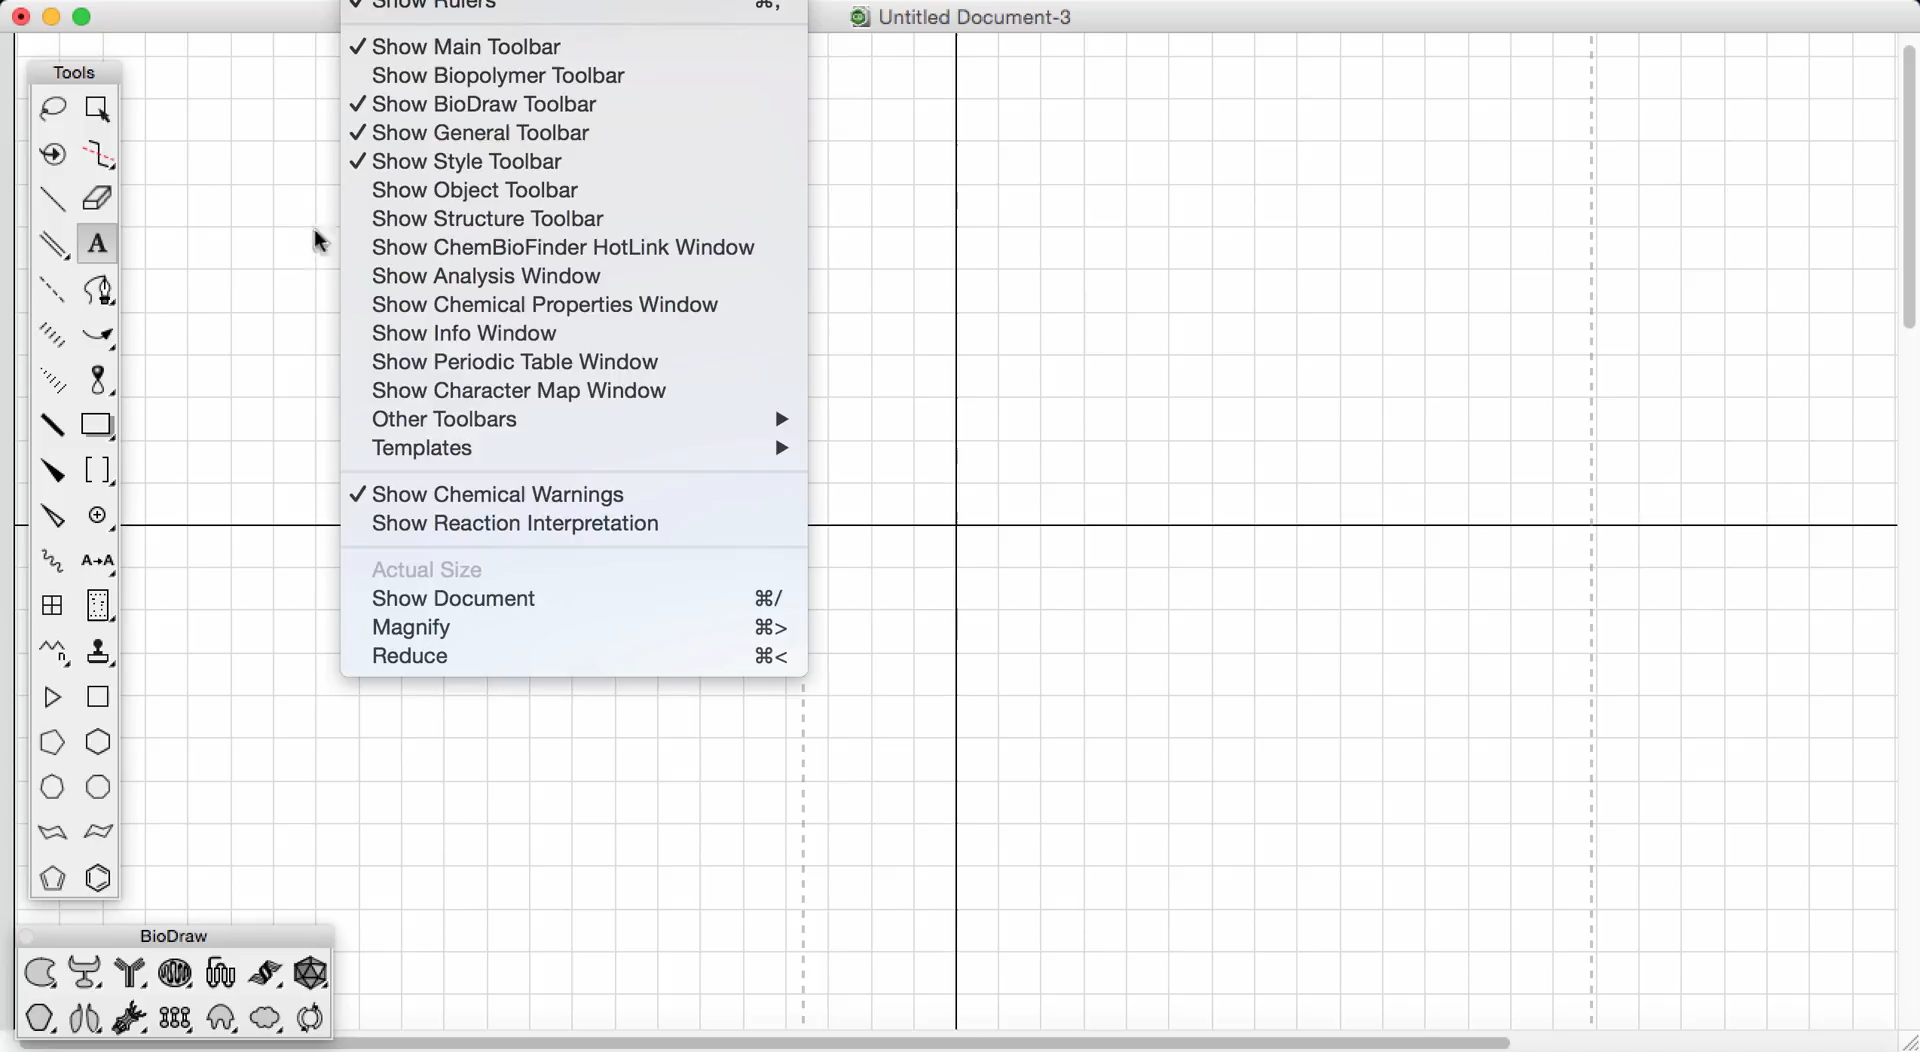 ✓ Show Rulers ⌘,
Untitled Document-3
✓ Show Main Toolbar
Show Biopolymer Toolbar
✓ Show BioDraw Toolbar
✓ Show General Toolbar
✓ Show Style Toolbar
Show Object Toolbar
Show Structure Toolbar
Show ChemBioFinder HotLink Window
Show Analysis Window
Show Chemical Properties Window
Show Info Window
Show Periodic Table Window
Show Character Map Window
Other Toolbars ▶
Templates ▶
✓ Show Chemical Warnings
Show Reaction Interpretation
Actual Size
Show Document ⌘/
Magnify ⌘>
Reduce ⌘<
Tools
A
[ ]
A→A
n
BioDraw